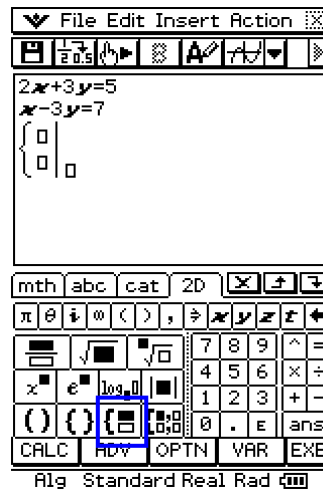 File Edit Insert Action
2x+3y=5
x-3y=7
mth abc cat 2D
π θ i ∞ ( ) , ⇒ x y z t
7 8 9 ^ =
4 5 6 × ÷
1 2 3 + -
0 . E ans
CALC ADV OPTN VAR EXE
Alg Standard Real Rad